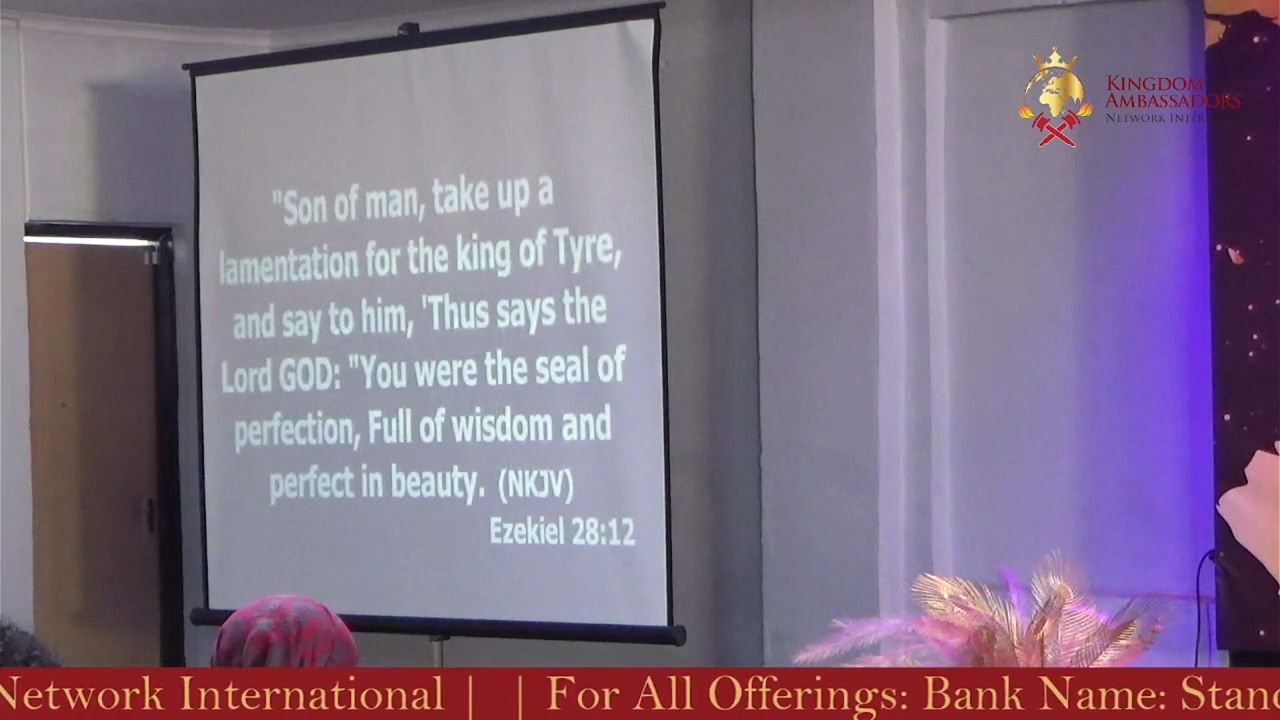 "Son of man, take up a
lamentation for the king of Tyre,
and say to him, 'Thus says the
Lord GOD: "You were the seal of
perfection, Full of wisdom and
perfect in beauty. (NKJV)
Ezekiel 28:12
KINGDOM
AMBASSADORS
NETWORK
Network International | | For All Offerings: Bank Name: Stand